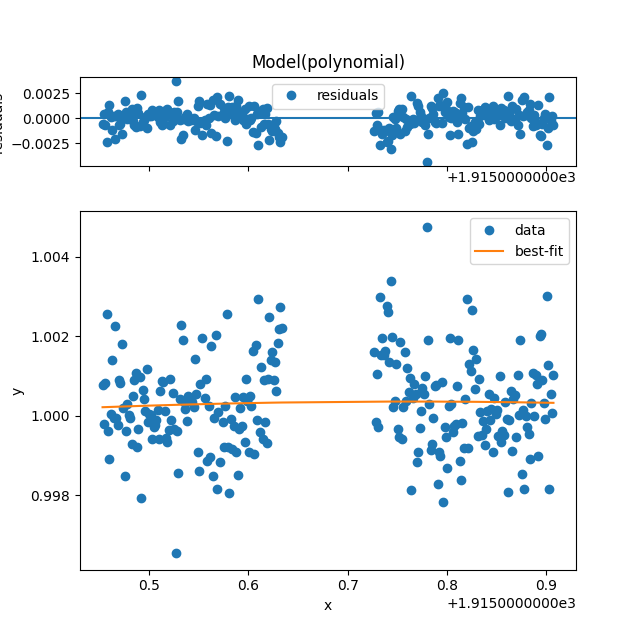 Model(polynomial)
0.0025
0.0000
−0.0025
residuals
+1.9150000000e3
1.004
1.002
1.000
0.998
y
data
best-fit
0.5
0.6
0.7
0.8
0.9
x
+1.9150000000e3